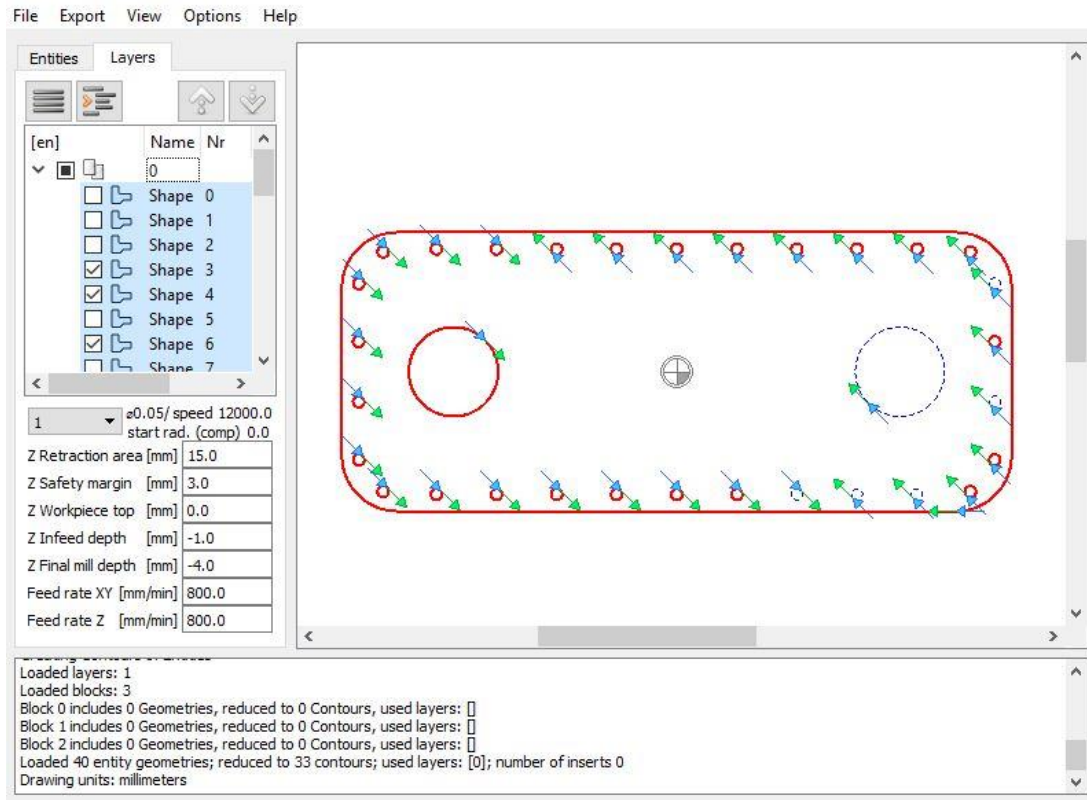 File Export View Options Help
Entities Layers
[en] Name Nr
0
Shape 0
Shape 1
Shape 2
Shape 3
Shape 4
Shape 5
Shape 6
Shape 7
1 ⌀0.05/ speed 12000.0
start rad. (comp) 0.0
Z Retraction area [mm] 15.0
Z Safety margin [mm] 3.0
Z Workpiece top [mm] 0.0
Z Infeed depth [mm] -1.0
Z Final mill depth [mm] -4.0
Feed rate XY [mm/min] 800.0
Feed rate Z [mm/min] 800.0
Loaded layers: 1
Loaded blocks: 3
Block 0 includes 0 Geometries, reduced to 0 Contours, used layers: []
Block 1 includes 0 Geometries, reduced to 0 Contours, used layers: []
Block 2 includes 0 Geometries, reduced to 0 Contours, used layers: []
Loaded 40 entity geometries; reduced to 33 contours; used layers: [0]; number of inserts 0
Drawing units: millimeters